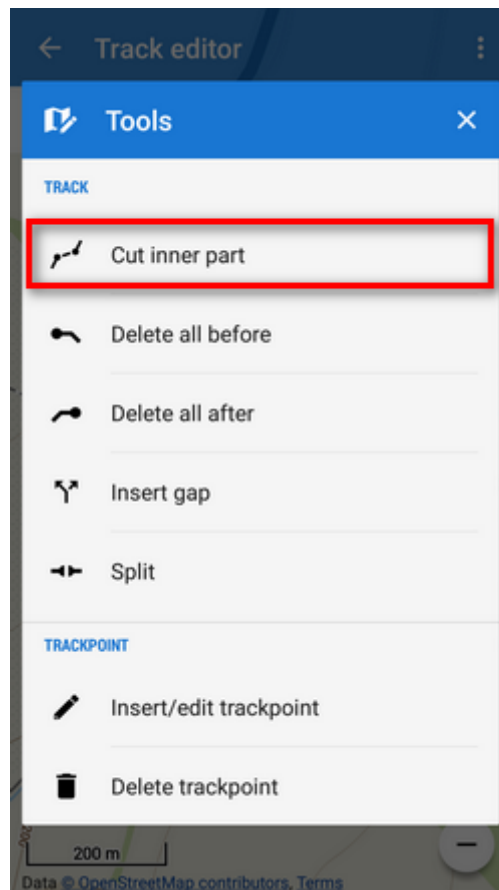 Track editor
Tools
TRACK
Cut inner part
Delete all before
Delete all after
Insert gap
Split
TRACKPOINT
Insert/edit trackpoint
Delete trackpoint
200
200 m
Data © OpenStreetMap contributors, Terms